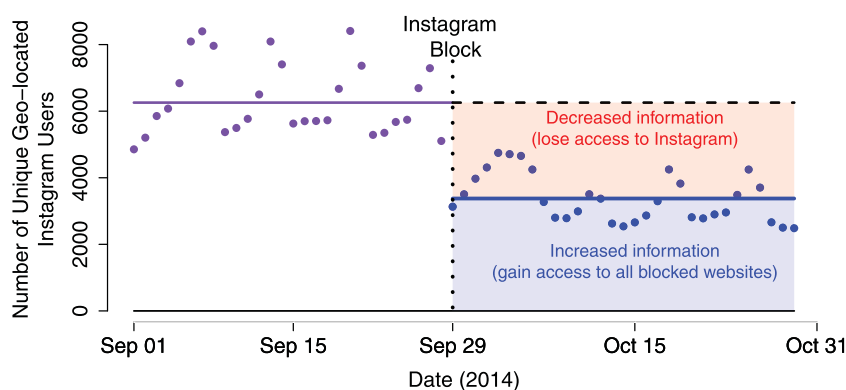 Instagram
Block
Number of Unique Geo−located
Instagram Users
8000
6000
4000
2000
0
Decreased information
(lose access to Instagram)
Increased information
(gain access to all blocked websites)
Sep 01
Sep 15
Sep 29
Oct 15
Oct 31
Date (2014)